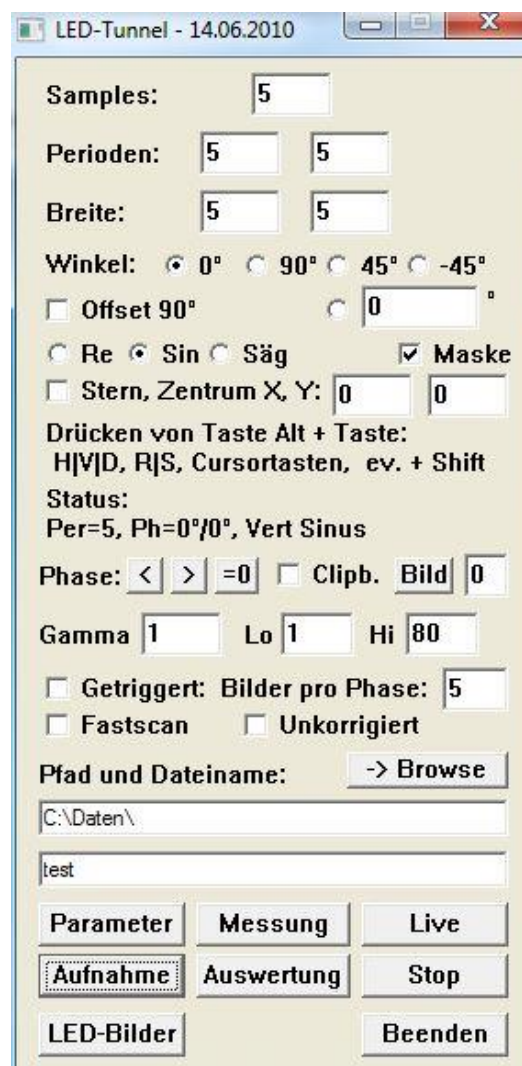 LED-Tunnel - 14.06.2010
Samples: 5
Perioden: 5 5
Breite: 5 5
Winkel: 0° 90° 45° -45°
Offset 90° 0 °
Re Sin Säg Maske
Stern, Zentrum X, Y: 0 0
Drücken von Taste Alt + Taste:
H|V|D, R|S, Cursortasten, ev. + Shift
Status:
Per=5, Ph=0°/0°, Vert Sinus
Phase: < > =0 Clipb. Bild 0
Gamma 1 Lo 1 Hi 80
Getriggert: Bilder pro Phase: 5
Fastscan Unkorrigiert
Pfad und Dateiname: -> Browse
C:\Daten\
test
Parameter Messung Live
Aufnahme Auswertung Stop
LED-Bilder Beenden